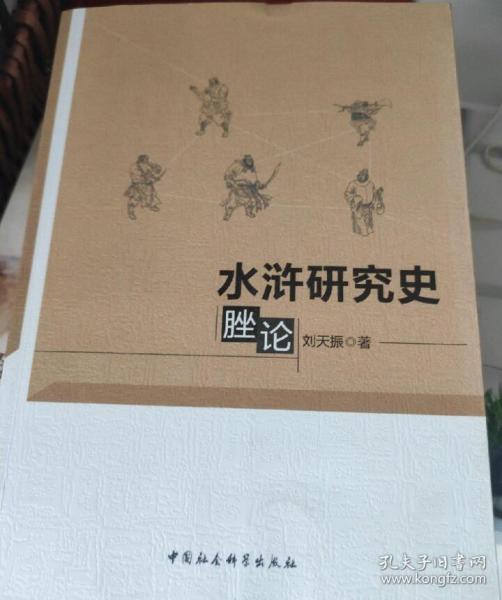 水浒研究史
脞论
刘天振◎著
中国社会科学出版社
孔夫子旧书网
www.kongfz.com